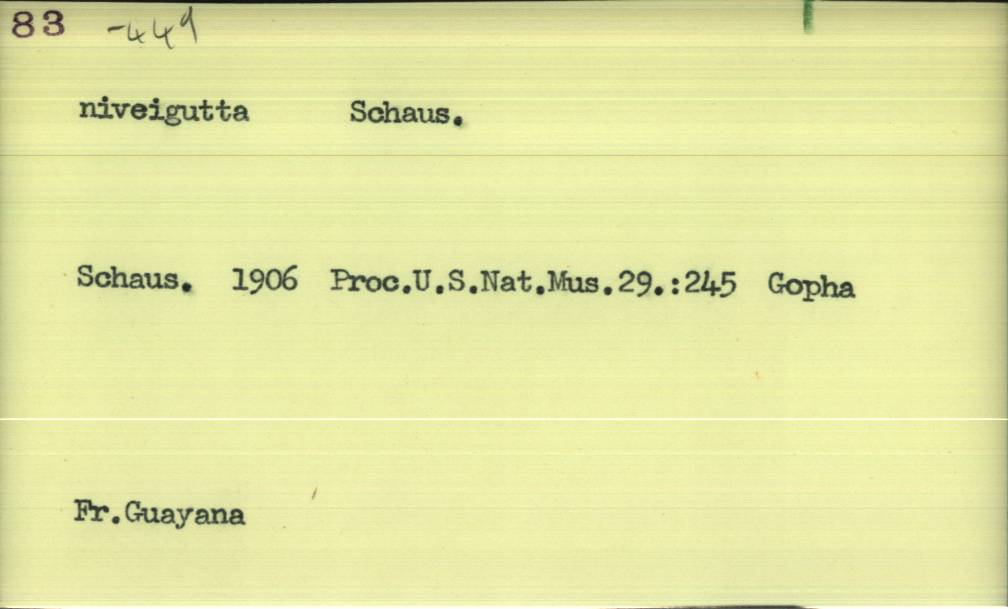 83 -449
niveigutta Schaus.
Schaus. 1906 Proc.U.S.Nat.Mus.29.:245 Gopha
Fr.Guayana